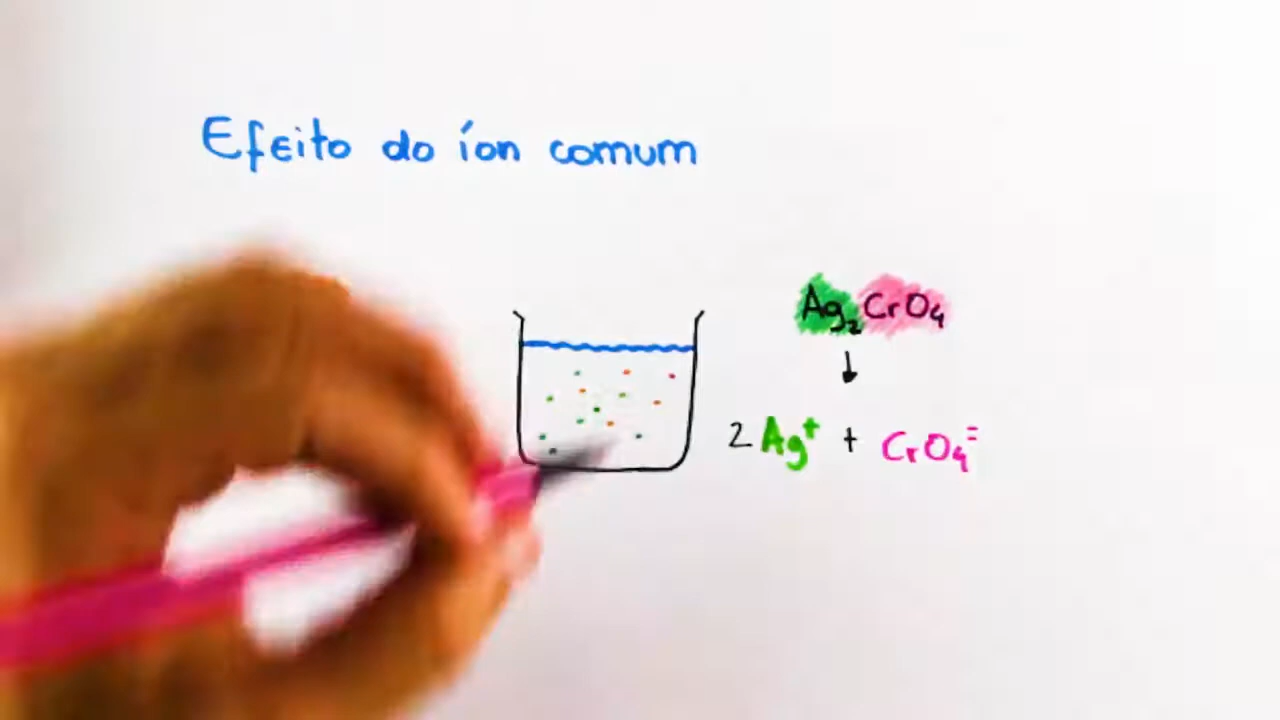 Efeito do íon comum
Ag₂CrO₄
↓
2 Ag⁺ + CrO₄⁼